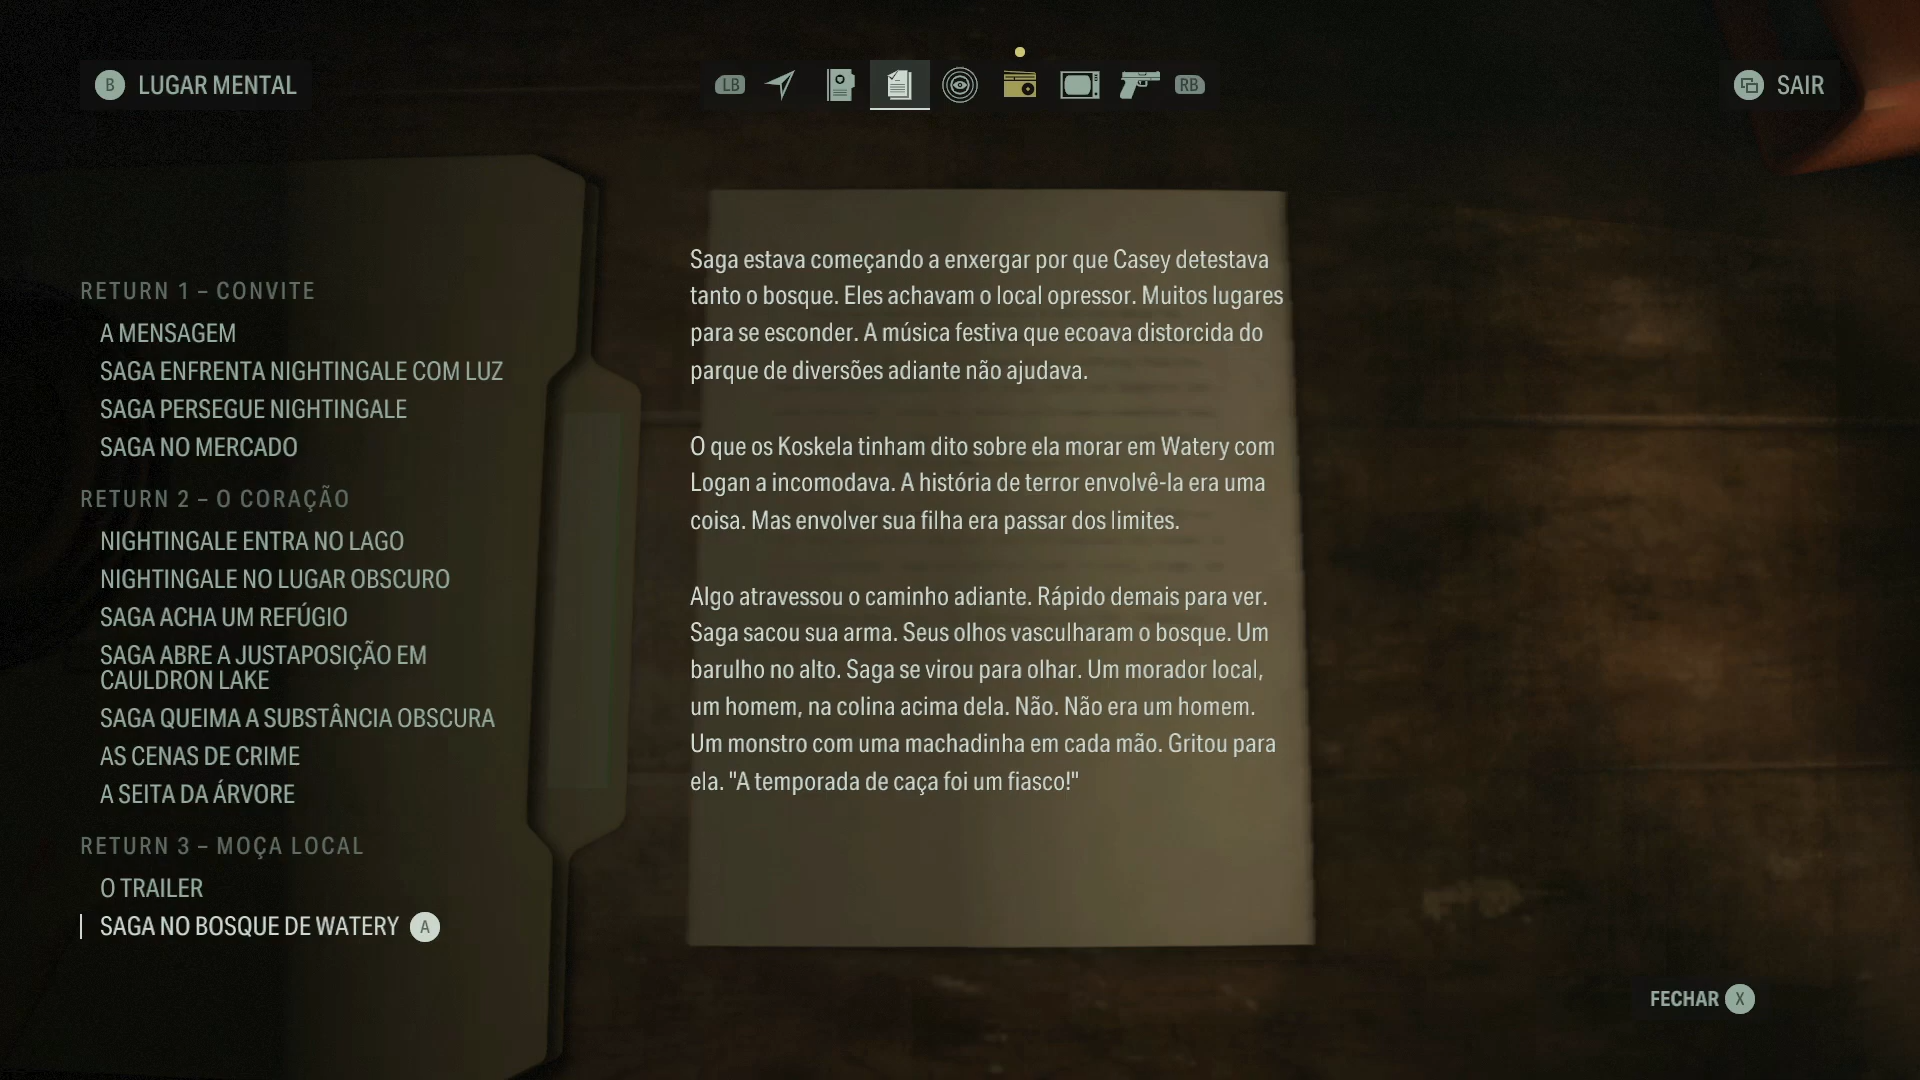 B LUGAR MENTAL
LB
RB
SAIR
RETURN 1 – CONVITE
A MENSAGEM
SAGA ENFRENTA NIGHTINGALE COM LUZ
SAGA PERSEGUE NIGHTINGALE
SAGA NO MERCADO
RETURN 2 – O CORAÇÃO
NIGHTINGALE ENTRA NO LAGO
NIGHTINGALE NO LUGAR OBSCURO
SAGA ACHA UM REFÚGIO
SAGA ABRE A JUSTAPOSIÇÃO EM
CAULDRON LAKE
SAGA QUEIMA A SUBSTÂNCIA OBSCURA
AS CENAS DE CRIME
A SEITA DA ÁRVORE
RETURN 3 – MOÇA LOCAL
O TRAILER
SAGA NO BOSQUE DE WATERY A
Saga estava começando a enxergar por que Casey detestava
tanto o bosque. Eles achavam o local opressor. Muitos lugares
para se esconder. A música festiva que ecoava distorcida do
parque de diversões adiante não ajudava.
O que os Koskela tinham dito sobre ela morar em Watery com
Logan a incomodava. A história de terror envolvê-la era uma
coisa. Mas envolver sua filha era passar dos limites.
Algo atravessou o caminho adiante. Rápido demais para ver.
Saga sacou sua arma. Seus olhos vasculharam o bosque. Um
barulho no alto. Saga se virou para olhar. Um morador local,
um homem, na colina acima dela. Não. Não era um homem.
Um monstro com uma machadinha em cada mão. Gritou para
ela. "A temporada de caça foi um fiasco!"
FECHAR X